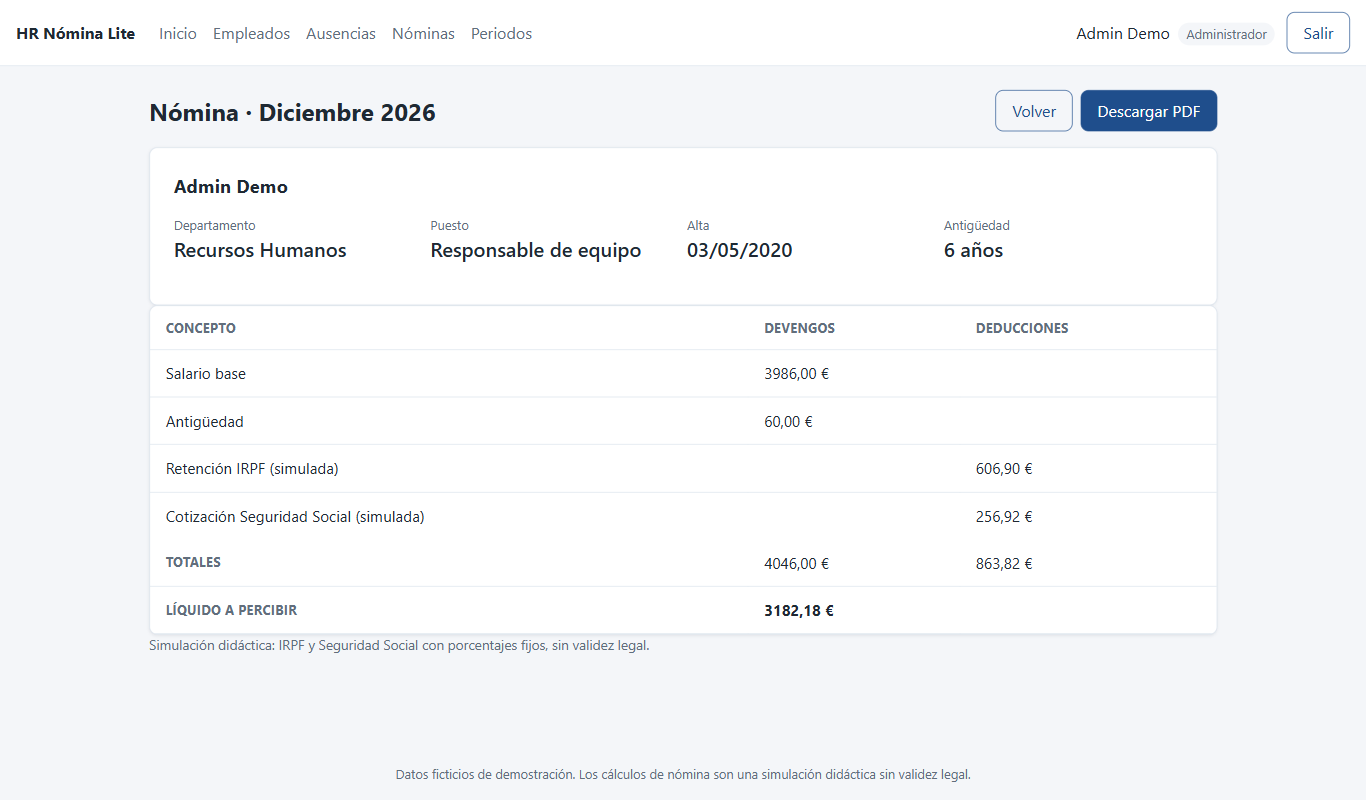 HR Nómina Lite Inicio Empleados Ausencias Nóminas Periodos Admin Demo Administrador Salir
Nómina · Diciembre 2026 Volver Descargar PDF
Admin Demo
Departamento Puesto Alta Antigüedad
Recursos Humanos Responsable de equipo 03/05/2020 6 años
CONCEPTO DEVENGOS DEDUCCIONES
Salario base 3986,00 €
Antigüedad 60,00 €
Retención IRPF (simulada) 606,90 €
Cotización Seguridad Social (simulada) 256,92 €
TOTALES 4046,00 € 863,82 €
LÍQUIDO A PERCIBIR 3182,18 €
Simulación didáctica: IRPF y Seguridad Social con porcentajes fijos, sin validez legal.
Datos ficticios de demostración. Los cálculos de nómina son una simulación didáctica sin validez legal.